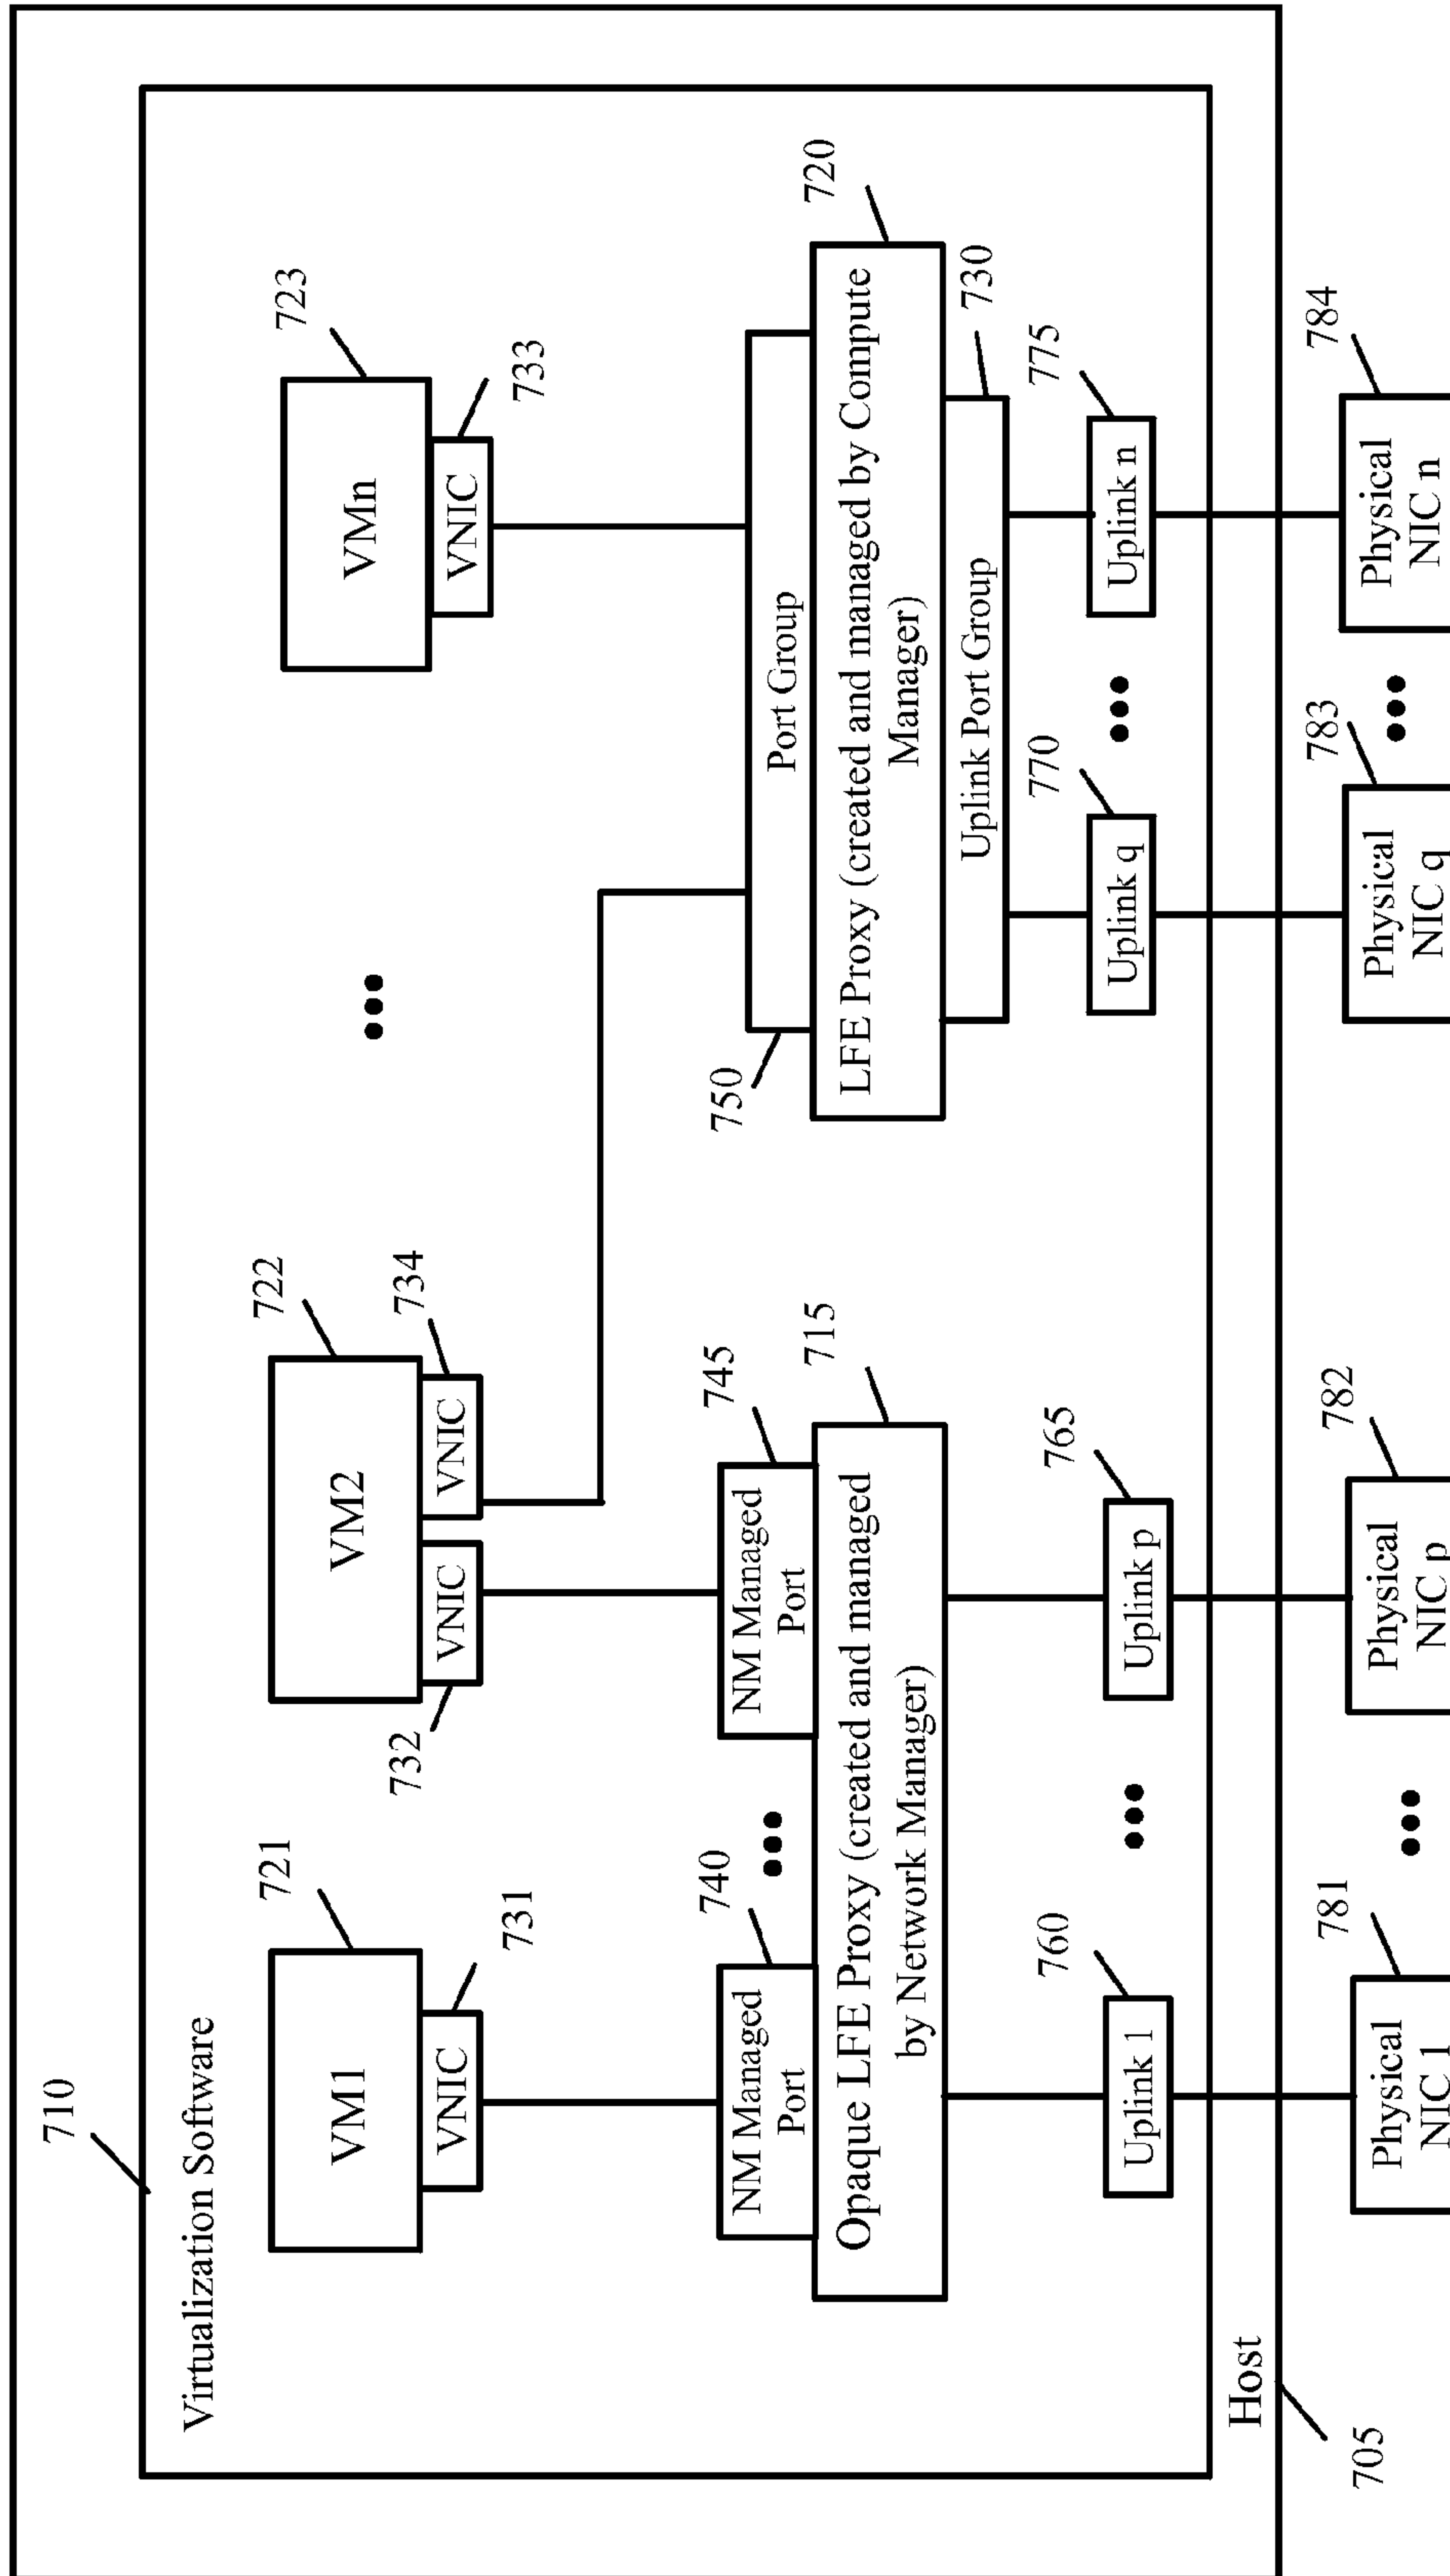 710
Virtualization Software
721
VM1
VNIC
731
722
VM2
VNIC
VNIC
732
734
723
VMn
VNIC
733
740
NM Managed
Port
745
NM Managed
Port
715
Opaque LFE Proxy (created and managed
by Network Manager)
750
Port Group
720
LFE Proxy (created and managed by Compute
Manager)
730
Uplink Port Group
760
Uplink 1
765
Uplink p
770
Uplink q
775
Uplink n
Host
705
781
Physical
NIC 1
782
Physical
NIC p
783
Physical
NIC q
784
Physical
NIC n